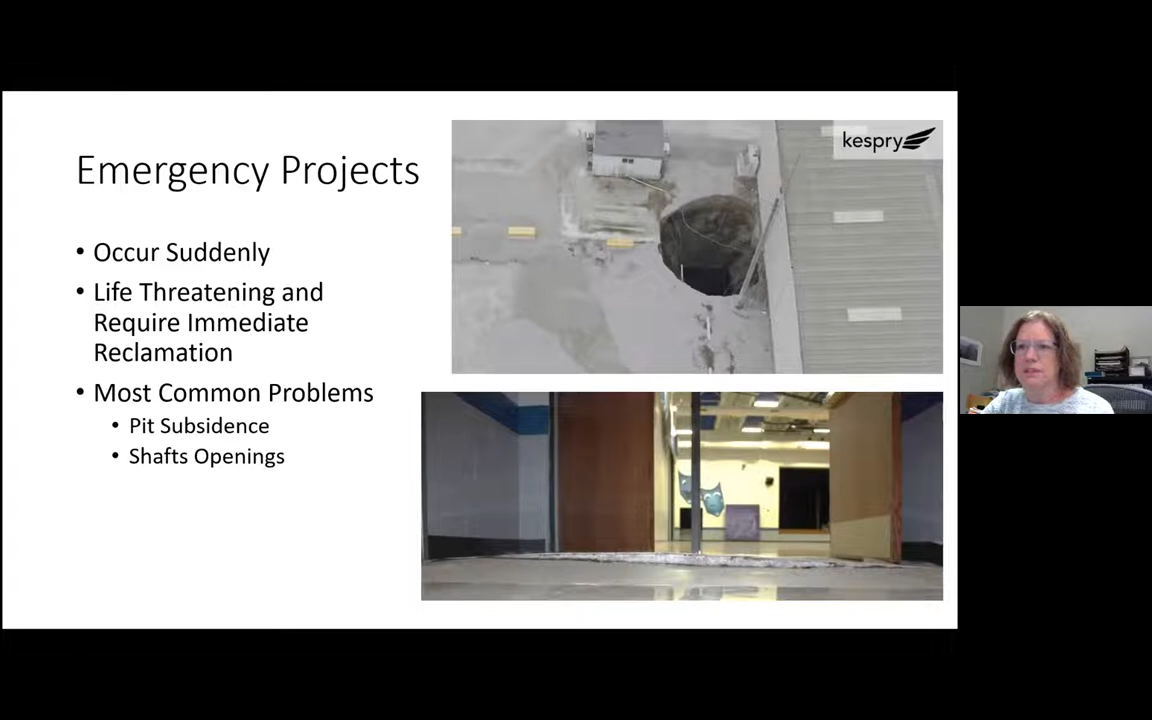 Emergency Projects
• Occur Suddenly
• Life Threatening and
Require Immediate
Reclamation
• Most Common Problems
• Pit Subsidence
• Shafts Openings
kespry